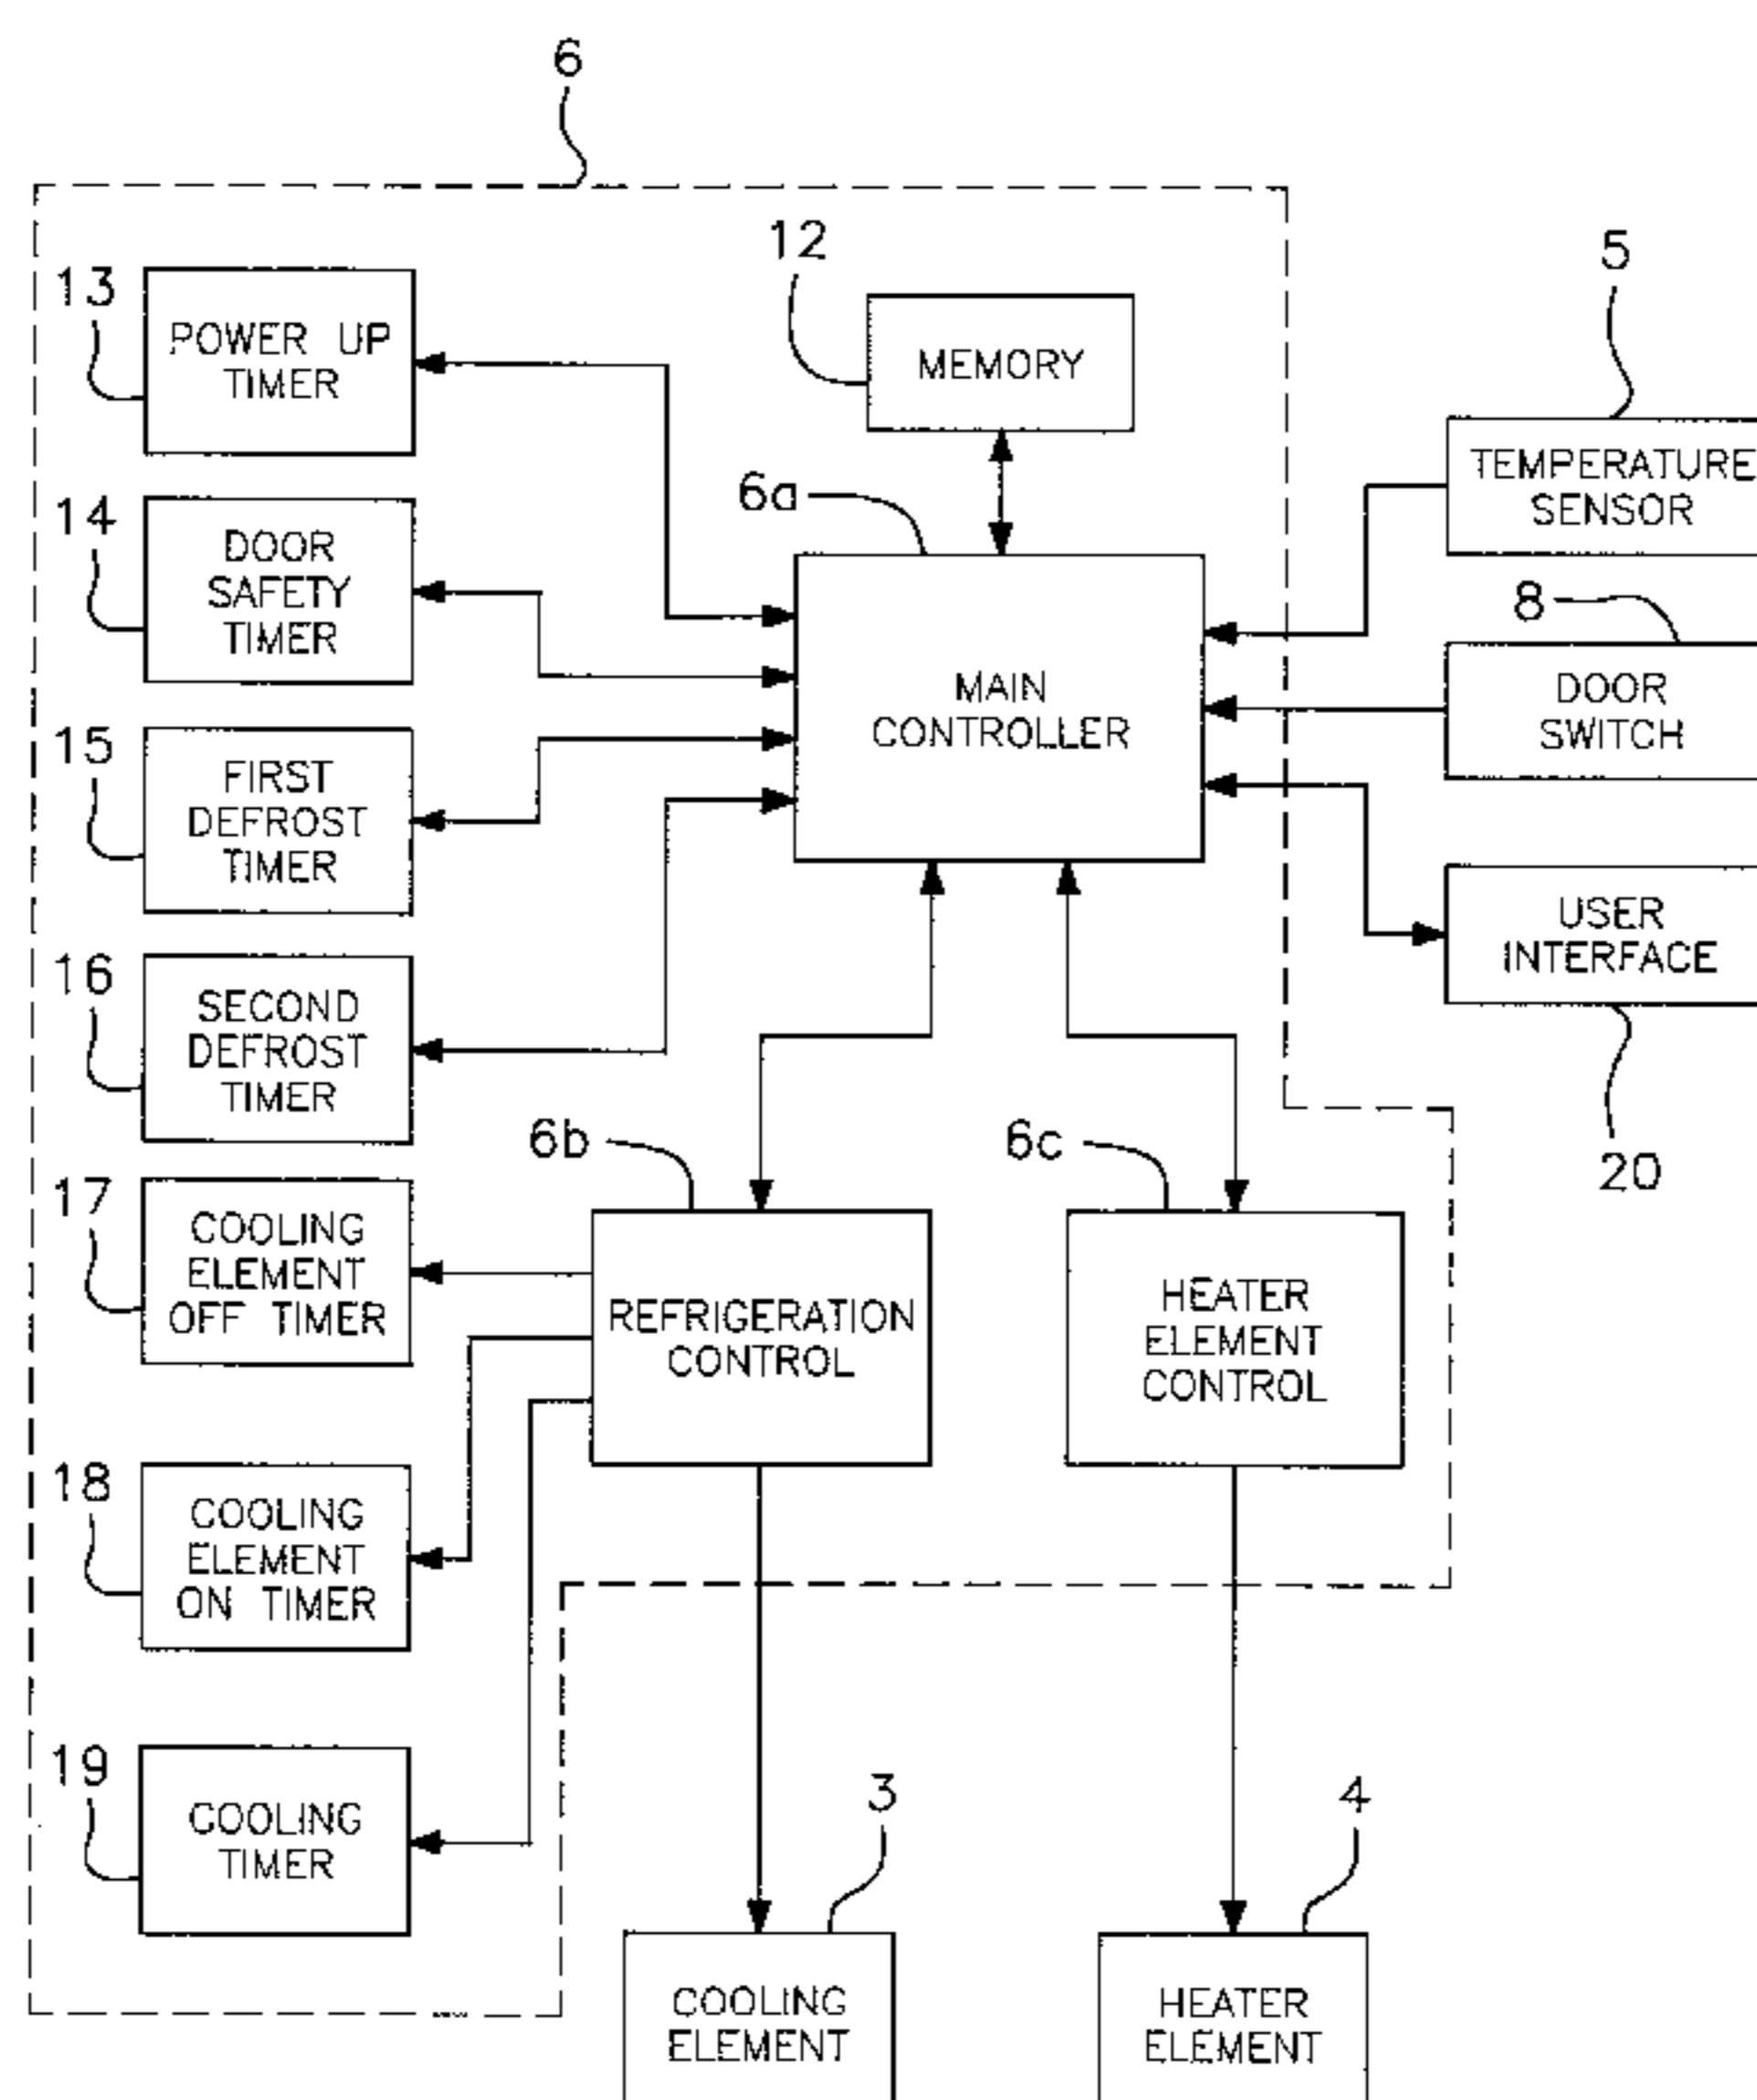 6
12
13
POWER UP
TIMER
MEMORY
5
TEMPERATURE
SENSOR
6a
14
DOOR
SAFETY
TIMER
8
DOOR
SWITCH
MAIN
CONTROLLER
15
FIRST
DEFROST
TIMER
USER
INTERFACE
20
16
SECOND
DEFROST
TIMER
6b
6c
17
COOLING
ELEMENT
OFF TIMER
REFRIGERATION
CONTROL
HEATER
ELEMENT
CONTROL
18
COOLING
ELEMENT
ON TIMER
19
COOLING
TIMER
3
4
COOLING
ELEMENT
HEATER
ELEMENT